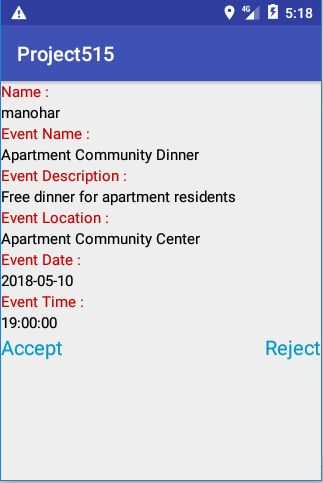 4G 5:18
Project515
Name :
manohar
Event Name :
Apartment Community Dinner
Event Description :
Free dinner for apartment residents
Event Location :
Apartment Community Center
Event Date :
2018-05-10
Event Time :
19:00:00
Accept Reject